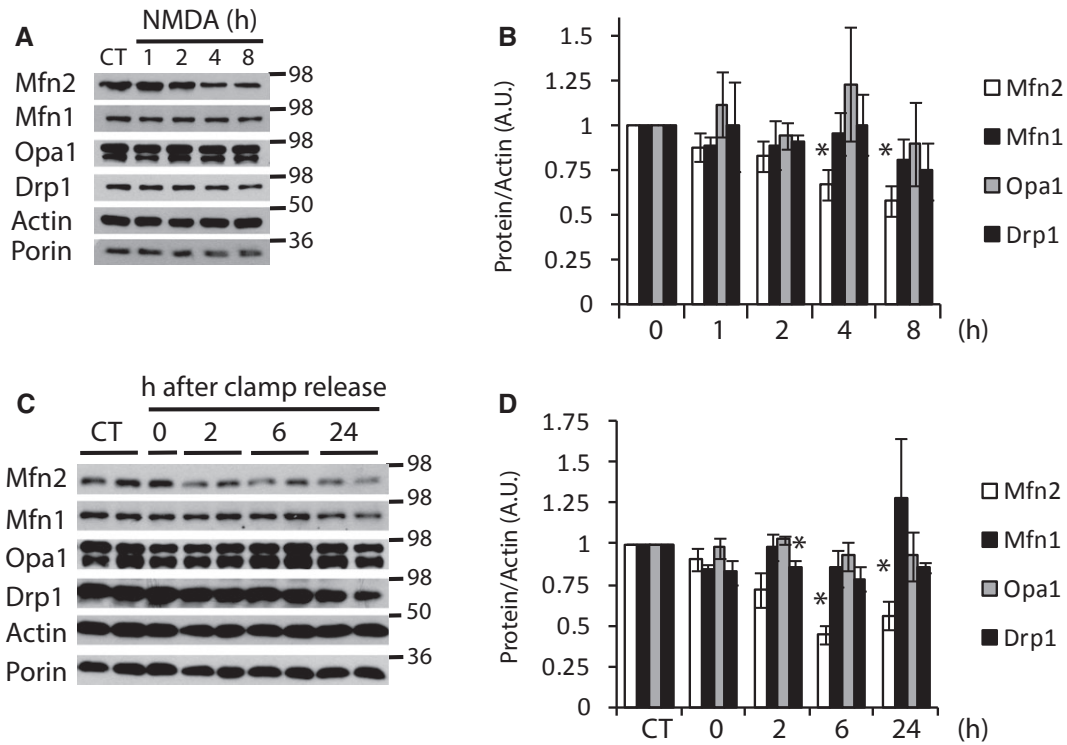 A
NMDA (h)
CT 1 2 4 8
Mfn2 98
Mfn1 98
Opa1
Drp1 98
Actin 50
Porin 36
B
Protein/Actin (A.U.)
1.5
1.25
1
0.75
0.5
0.25
0
* *
0 1 2 4 8 (h)
Mfn2
Mfn1
Opa1
Drp1
C
h after clamp release
CT 0 2 6 24
Mfn2 98
Mfn1 98
Opa1 98
Drp1 98
Actin 50
Porin 36
D
Protein/Actin (A.U.)
1.75
1.5
1.25
1
0.75
0.5
0.25
0
* * *
CT 0 2 6 24 (h)
Mfn2
Mfn1
Opa1
Drp1